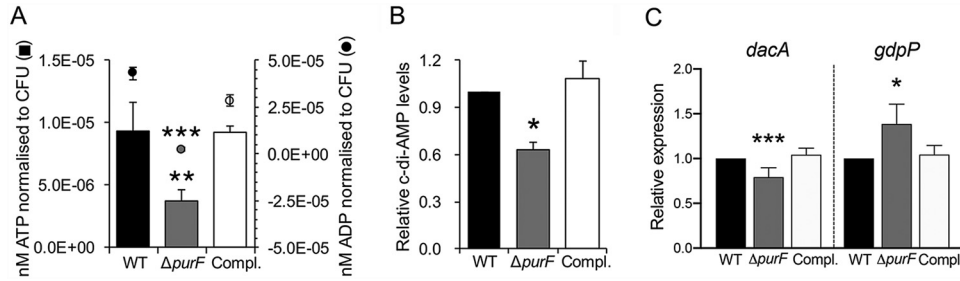 A
nM ATP normalised to CFU (■)
1.5E-05
1.0E-05
5.0E-06
0.0E+00
***
**
WT
ΔpurF
Compl.
5.0E-05
2.5E-05
0.0E+00
-2.5E-05
-5.0E-05
nM ADP normalised to CFU (●)
B
Relative c-di-AMP levels
1.2
0.9
0.6
0.3
0.0
*
WT
ΔpurF
Compl.
C
dacA
gdpP
Relative expression
2.0
1.5
1.0
0.5
0.0
***
*
WT
ΔpurF
Compl.
WT
ΔpurF
Compl.